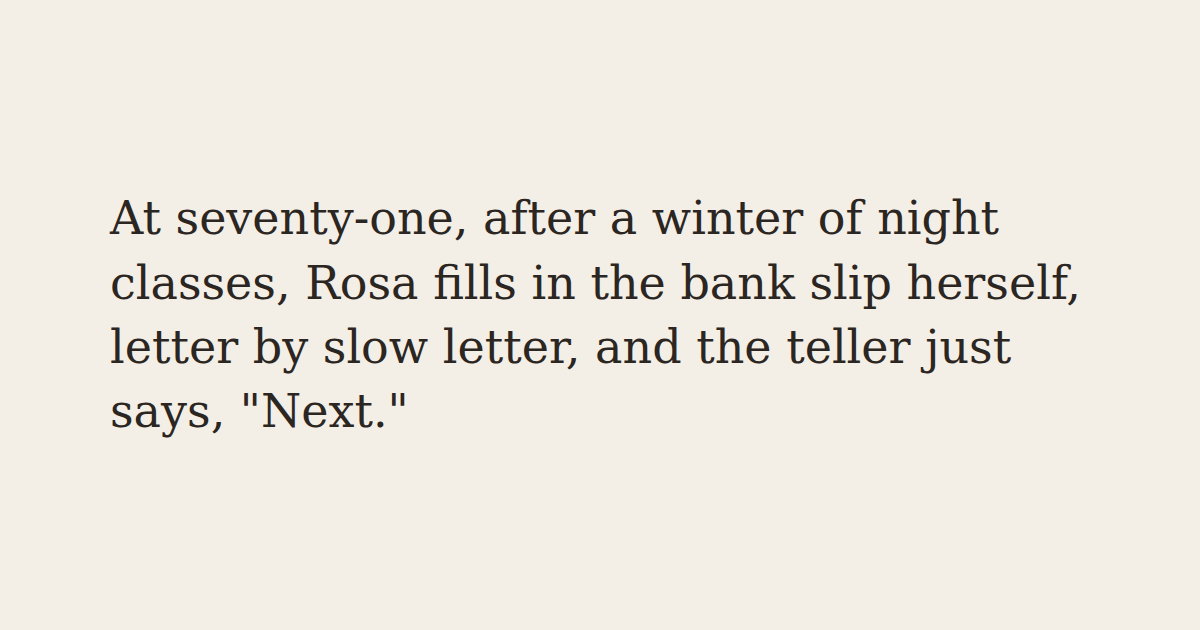 At seventy-one, after a winter of night
classes, Rosa fills in the bank slip herself,
letter by slow letter, and the teller just
says, "Next."